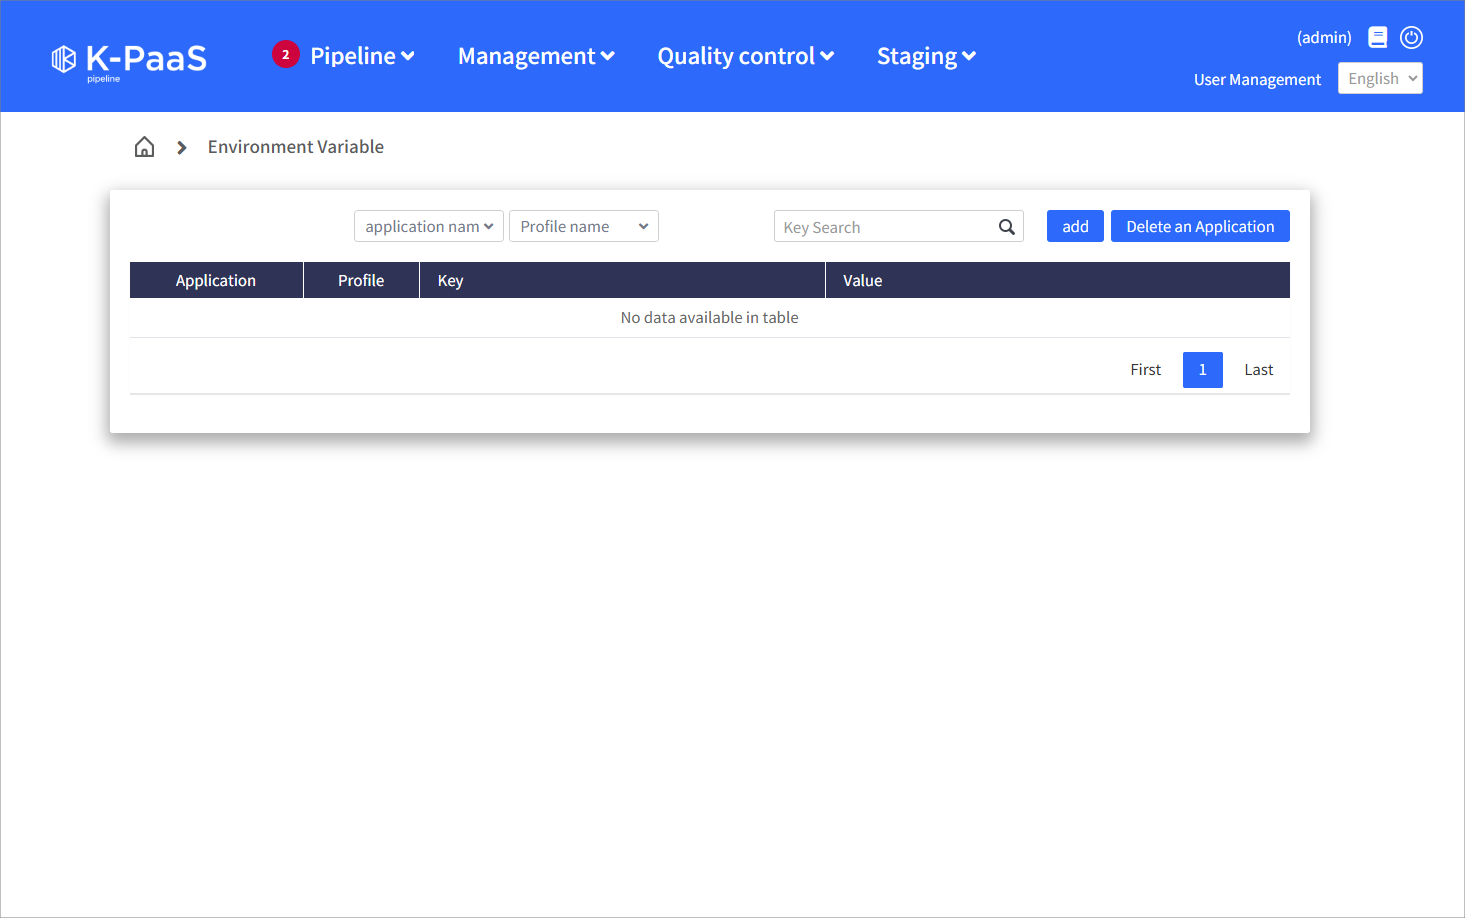 K-PaaS
pipeline
2
Pipeline
Management
Quality control
Staging
(admin)
User Management
English
Environment Variable
application nam
Profile name
Key Search
add
Delete an Application
Application
Profile
Key
Value
No data available in table
First
1
Last